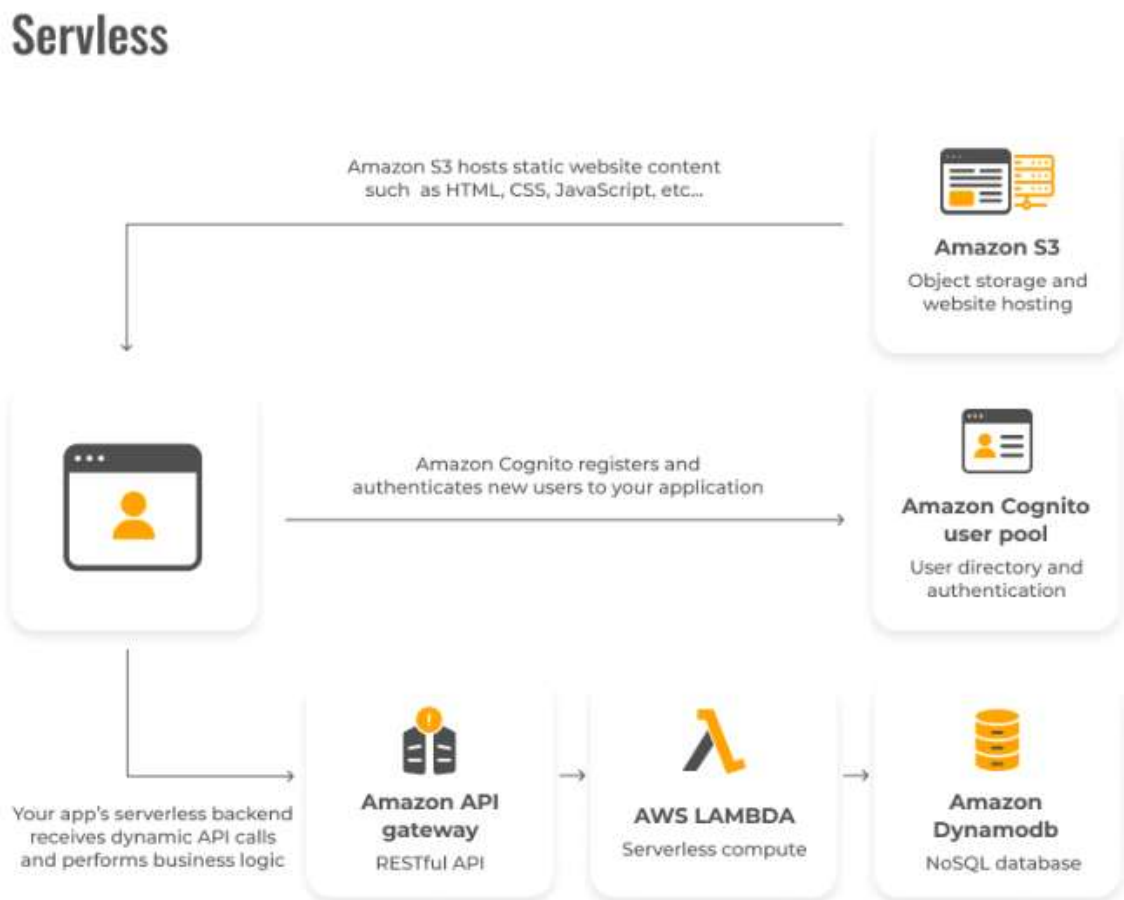 Servless
Amazon S3 hosts static website content
such as HTML, CSS, JavaScript, etc...
Amazon S3
Object storage and
website hosting
Amazon Cognito registers and
authenticates new users to your application
Amazon Cognito
user pool
User directory and
authentication
Your app's serverless backend
receives dynamic API calls
and performs business logic
Amazon API
gateway
RESTful API
AWS LAMBDA
Serverless compute
Amazon
Dynamodb
NoSQL database